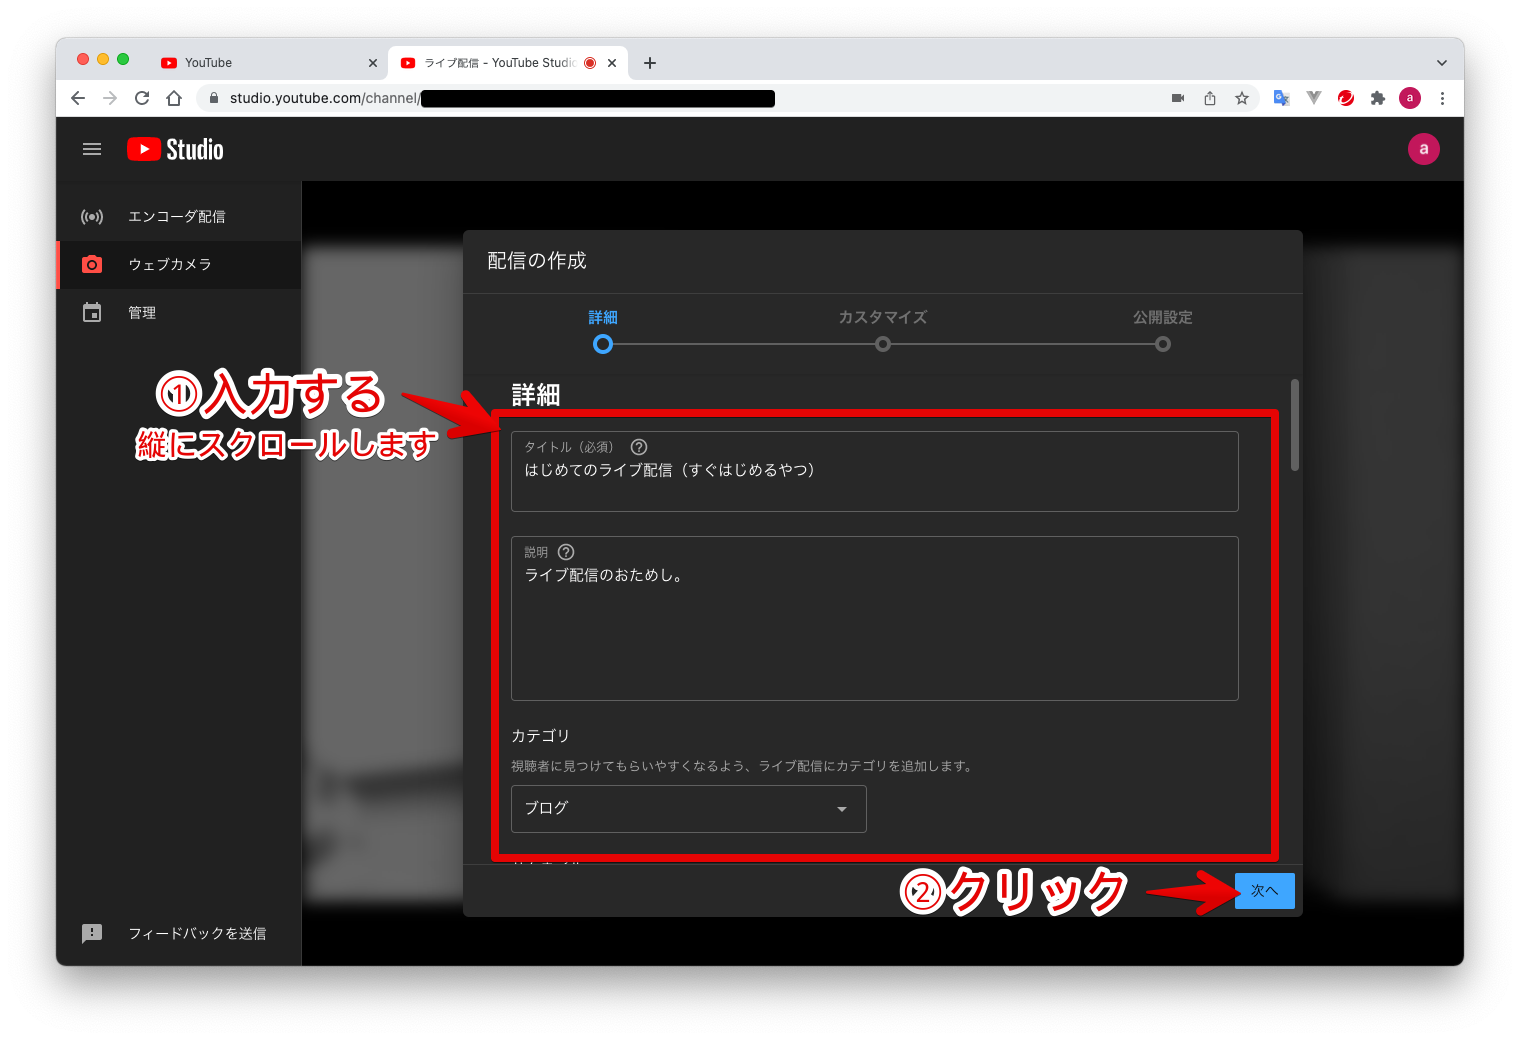 YouTube
ライブ配信 - YouTube Studio
studio.youtube.com/channel/
a
Studio
a
エンコーダ配信
ウェブカメラ
管理
配信の作成
詳細
カスタマイズ
公開設定
①入力する
縦にスクロールします
詳細
タイトル（必須）
はじめてのライブ配信（すぐはじめるやつ）
説明
ライブ配信のおためし。
カテゴリ
視聴者に見つけてもらいやすくなるよう、ライブ配信にカテゴリを追加します。
ブログ
②クリック
次へ
フィードバックを送信